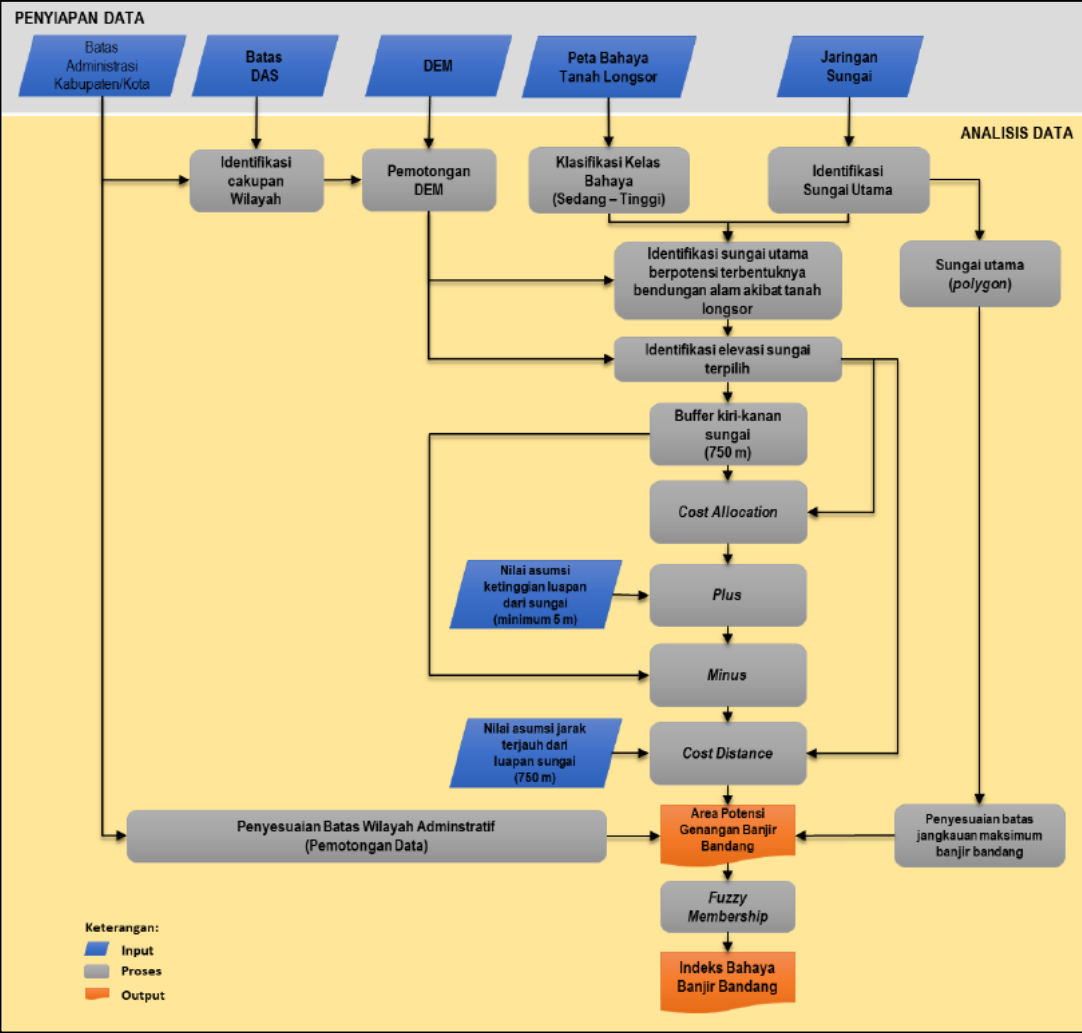 PENYIAPAN DATA
Batas
Administrasi
Kabupaten/Kota
Batas
DAS
DEM
Peta Bahaya
Tanah Longsor
Jaringan
Sungai
ANALISIS DATA
Identifikasi
cakupan
Wilayah
Pemotongan
DEM
Klasifikasi Kelas
Bahaya
(Sedang – Tinggi)
Identifikasi
Sungai Utama
Identifikasi sungai utama
berpotensi terbentuknya
bendungan alam akibat tanah
longsor
Sungai utama
(polygon)
Identifikasi elevasi sungai
terpilih
Buffer kiri-kanan
sungai
(750 m)
Cost Allocation
Nilai asumsi
ketinggian luapan
dari sungai
(minimum 5 m)
Plus
Minus
Nilai asumsi jarak
terjauh dari
luapan sungai
(750 m)
Cost Distance
Penyesuaian Batas Wilayah Adminstratif
(Pemotongan Data)
Area Potensi
Genangan Banjir
Bandang
Penyesuaian batas
jangkauan maksimum
banjir bandang
Fuzzy
Membership
Indeks Bahaya
Banjir Bandang
Keterangan:
Input
Proses
Output